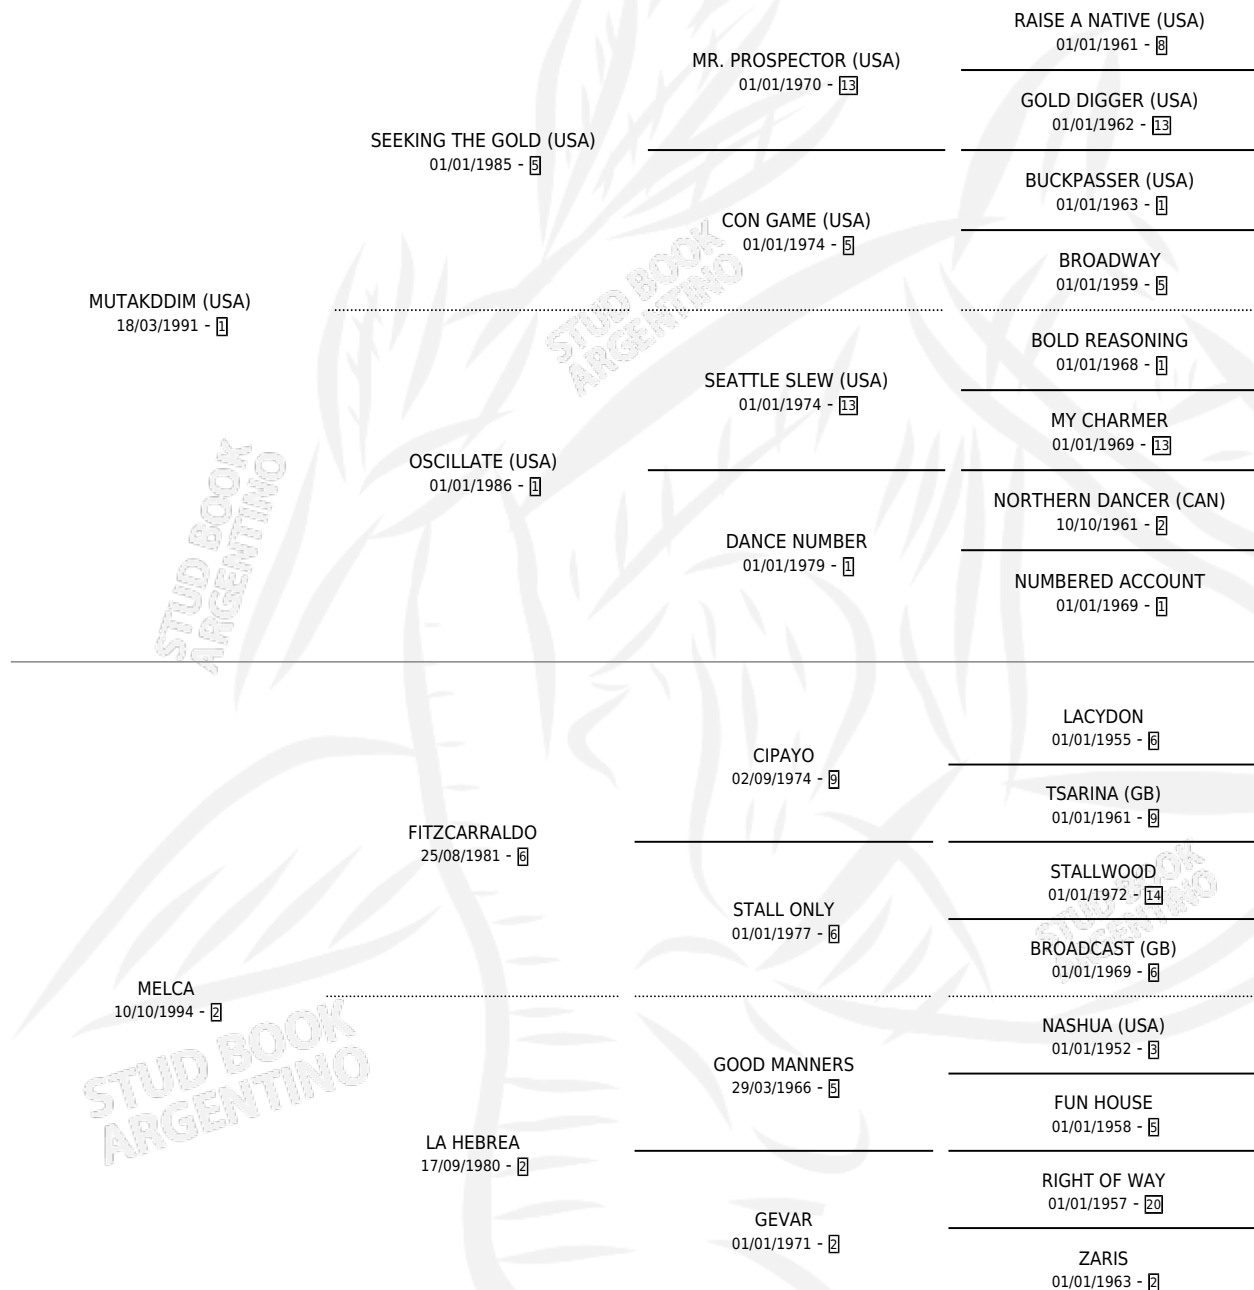 RAISE A NATIVE (USA)
01/01/1961 - 8
MR. PROSPECTOR (USA)
01/01/1970 - 13
GOLD DIGGER (USA)
01/01/1962 - 13
SEEKING THE GOLD (USA)
01/01/1985 - 5
BUCKPASSER (USA)
01/01/1963 - 1
CON GAME (USA)
01/01/1974 - 5
BROADWAY
01/01/1959 - 5
MUTAKDDIM (USA)
18/03/1991 - 1
STUD BOOK
ARGENTINO
BOLD REASONING
01/01/1968 - 1
SEATTLE SLEW (USA)
01/01/1974 - 13
MY CHARMER
01/01/1969 - 13
OSCILLATE (USA)
01/01/1986 - 1
NORTHERN DANCER (CAN)
10/10/1961 - 2
DANCE NUMBER
01/01/1979 - 1
NUMBERED ACCOUNT
01/01/1969 - 1
STUD BOOK
ARGENTINO
LACYDON
01/01/1955 - 6
CIPAYO
02/09/1974 - 9
TSARINA (GB)
01/01/1961 - 9
FITZCARRALDO
25/08/1981 - 6
STALLWOOD
01/01/1972 - 14
STUD BOOK
ARGENTINO
STALL ONLY
01/01/1977 - 6
BROADCAST (GB)
01/01/1969 - 6
MELCA
10/10/1994 - 2
STUD BOOK
ARGENTINO
NASHUA (USA)
01/01/1952 - 3
GOOD MANNERS
29/03/1966 - 5
FUN HOUSE
01/01/1958 - 5
LA HEBREA
17/09/1980 - 2
RIGHT OF WAY
01/01/1957 - 20
GEVAR
01/01/1971 - 2
ZARIS
01/01/1963 - 2